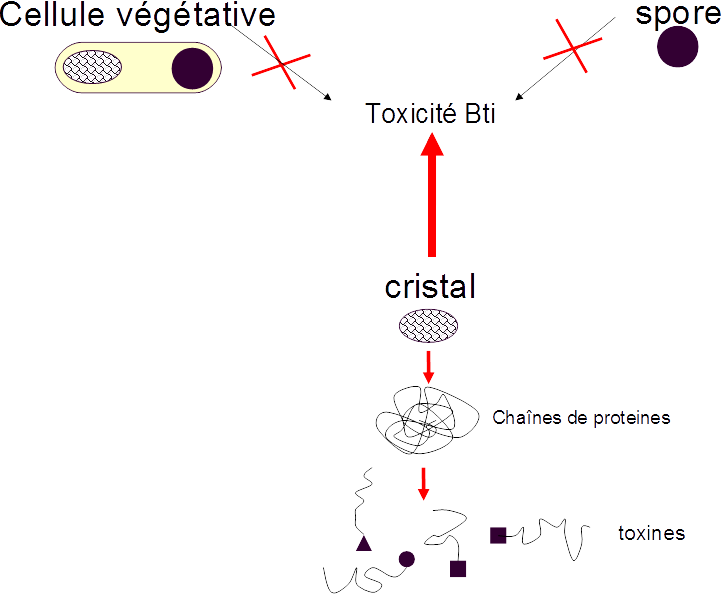 Cellule végétative
spore
Toxicité Bti
cristal
Chaînes de proteines
toxines